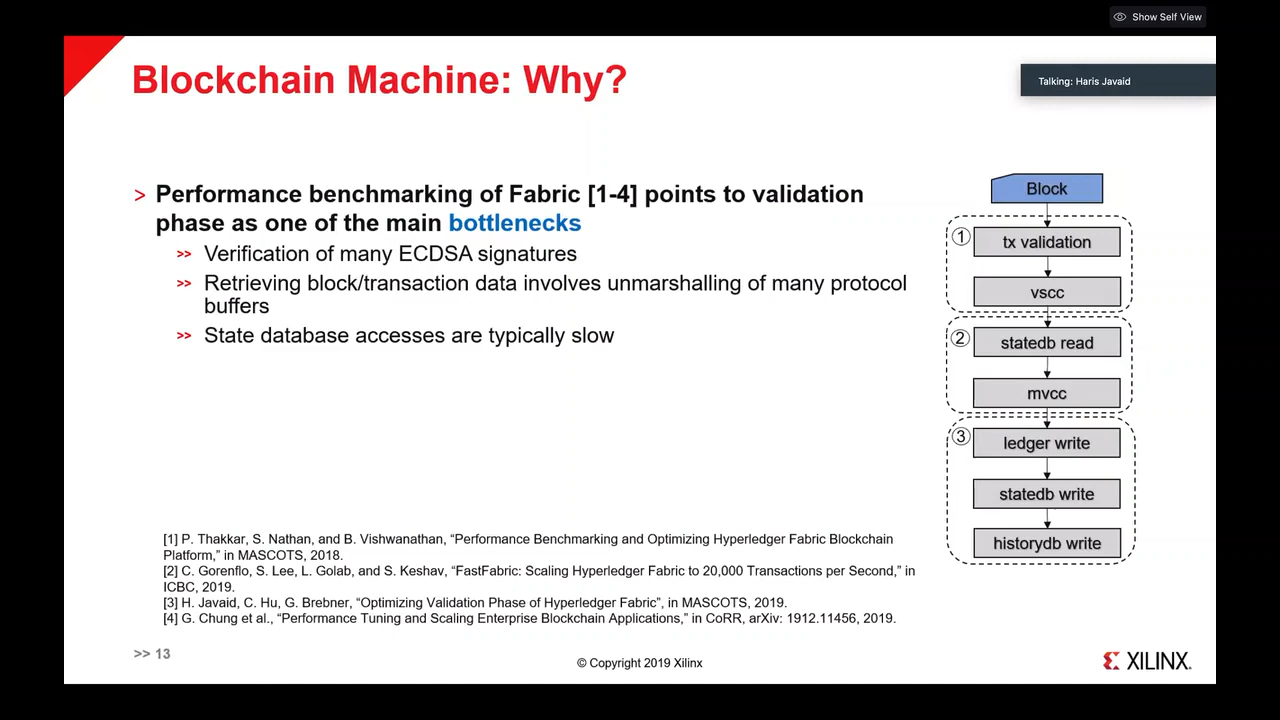 Show Self View
Blockchain Machine: Why?
Talking: Haris Javaid
> Performance benchmarking of Fabric [1-4] points to validation
phase as one of the main bottlenecks
>> Verification of many ECDSA signatures
>> Retrieving block/transaction data involves unmarshalling of many protocol
buffers
>> State database accesses are typically slow
Block
1
tx validation
vscc
2
statedb read
mvcc
3
ledger write
statedb write
historydb write
[1] P. Thakkar, S. Nathan, and B. Vishwanathan, “Performance Benchmarking and Optimizing Hyperledger Fabric Blockchain
Platform,” in MASCOTS, 2018.
[2] C. Gorenflo, S. Lee, L. Golab, and S. Keshav, “FastFabric: Scaling Hyperledger Fabric to 20,000 Transactions per Second,” in
ICBC, 2019.
[3] H. Javaid, C. Hu, G. Brebner, “Optimizing Validation Phase of Hyperledger Fabric”, in MASCOTS, 2019.
[4] G. Chung et al., “Performance Tuning and Scaling Enterprise Blockchain Applications,” in CoRR, arXiv: 1912.11456, 2019.
>> 13
© Copyright 2019 Xilinx
XILINX.